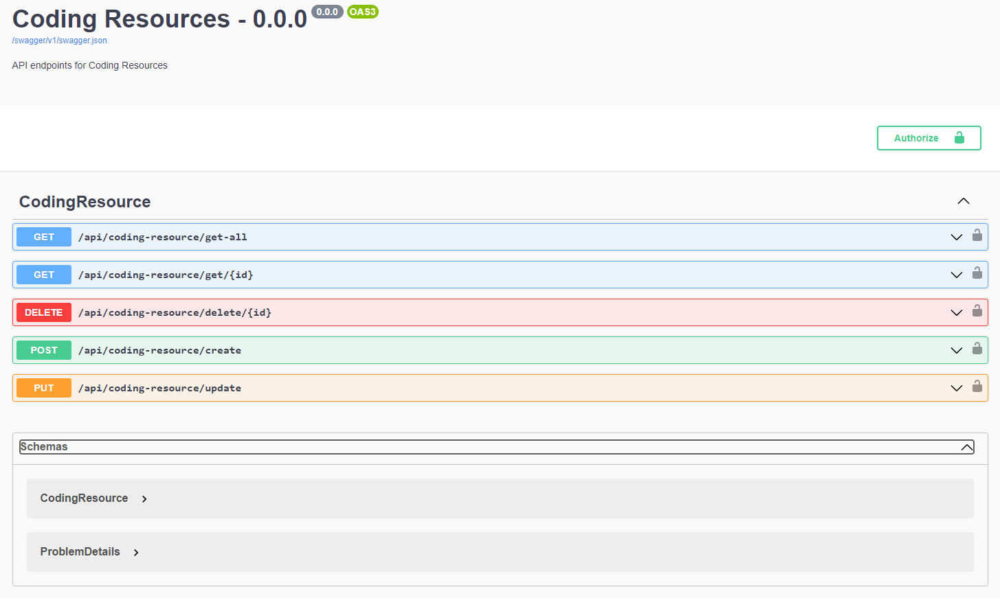 Coding Resources - 0.0.0 0.0.0 OAS3
/swagger/v1/swagger.json
API endpoints for Coding Resources
Authorize
CodingResource
GET /api/coding-resource/get-all
GET /api/coding-resource/get/{id}
DELETE /api/coding-resource/delete/{id}
POST /api/coding-resource/create
PUT /api/coding-resource/update
Schemas
CodingResource
ProblemDetails